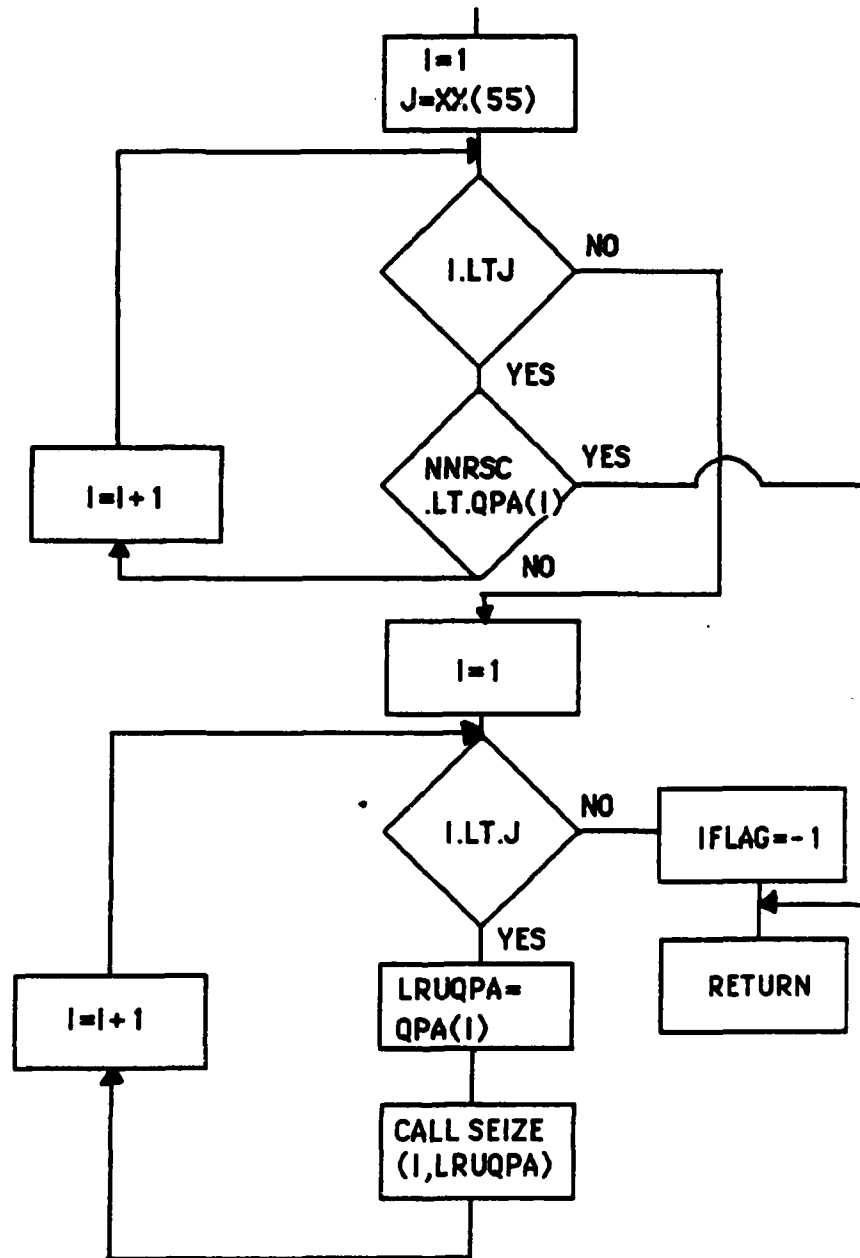 I=1
J=XX(55)
I.LTJ
NO
YES
NNRSC
.LT.QPA(I)
YES
NO
I=I+1
I=1
I.LT.J
NO
IFLAG=-1
YES
RETURN
LRUQPA=
QPA(I)
I=I+1
CALL SEIZE
(I,LRUQPA)